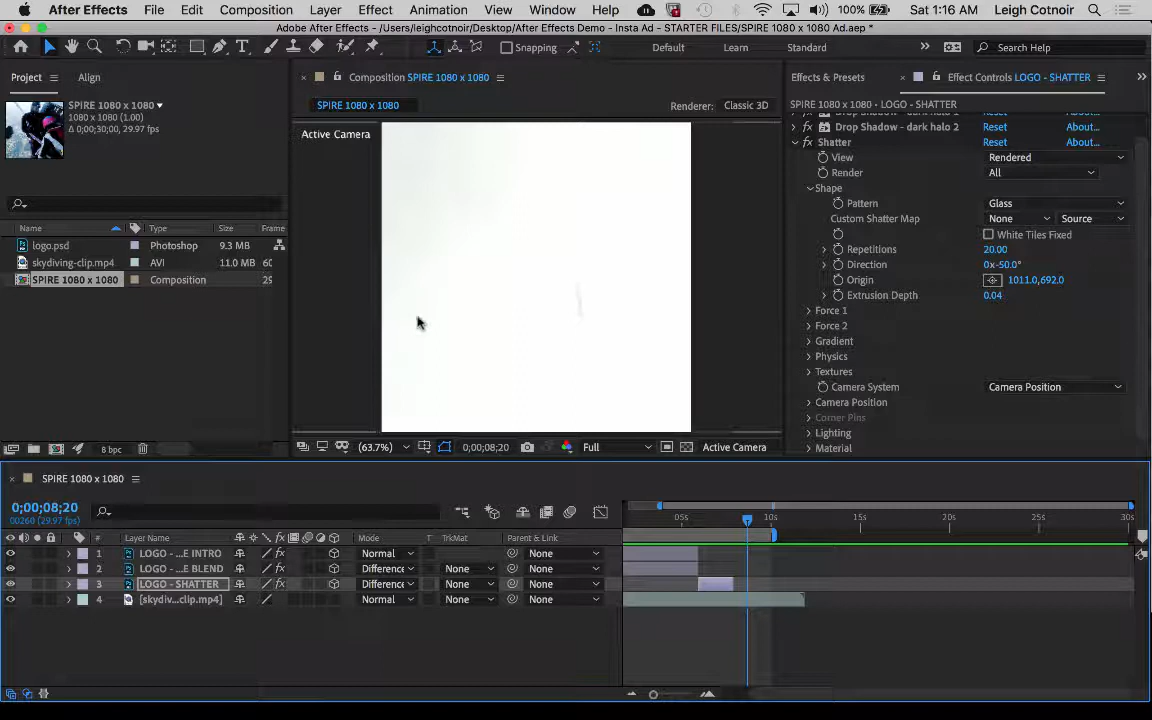 After Effects File Edit Composition Layer Effect Animation View Window Help 100% Sat 1:16 AM Leigh Cotnoir
Adobe After Effects - /Users/leighcotnoir/Desktop/After Effects Demo - Insta Ad - STARTER FILES/SPIRE 1080 x 1080 Ad.aep *
Snapping Default Learn Standard Search Help
Project Align Composition SPIRE 1080 x 1080 Effects & Presets Effect Controls LOGO - SHATTER
SPIRE 1080 x 1080
1080 x 1080 (1.00)
Δ 0;00;30;00, 29.97 fps
SPIRE 1080 x 1080 Renderer: Classic 3D
Active Camera
SPIRE 1080 x 1080 • LOGO - SHATTER
Drop Shadow - dark halo 1 Reset About...
Drop Shadow - dark halo 2 Reset About...
Shatter Reset About...
View Rendered
Render All
Shape
Pattern Glass
Custom Shatter Map None Source
White Tiles Fixed
Repetitions 20.00
Direction 0x-50.0°
Origin 1011.0,692.0
Extrusion Depth 0.04
Force 1
Force 2
Gradient
Physics
Textures
Camera System Camera Position
Camera Position
Corner Pins
Lighting
Material
Name Type Size Frame
logo.psd Photoshop 9.3 MB
skydiving-clip.mp4 AVI 11.0 MB 60
SPIRE 1080 x 1080 Composition 29
8 bpc
(63.7%) 0;00;08;20 Full Active Camera
SPIRE 1080 x 1080
0;00;08;20
00260 (29.97 fps)
05s 10s 15s 20s 25s 30s
# Layer Name Mode T TrkMat Parent & Link
1 LOGO - ...E INTRO Normal None
2 LOGO - ...E BLEND Difference None None
3 LOGO - SHATTER Difference None None
4 [skydiv...clip.mp4] Normal None None